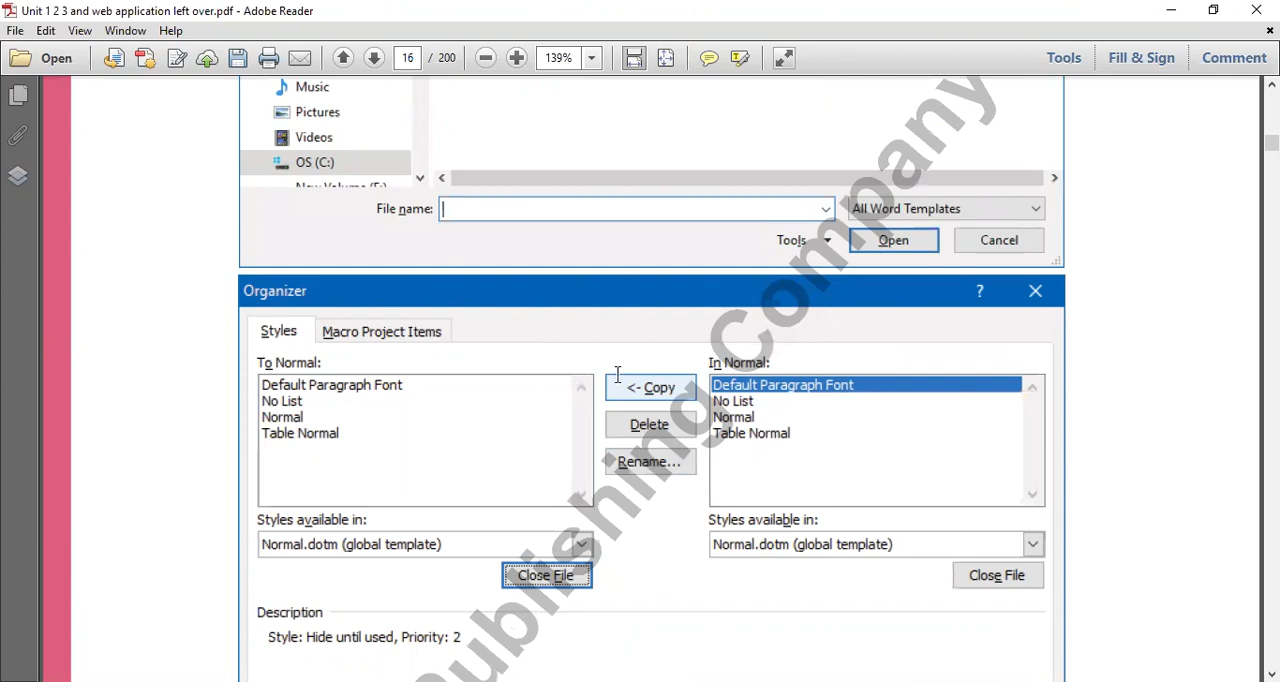 Unit 1 2 3 and web application left over.pdf - Adobe Reader
File Edit View Window Help
Open 16 / 200 139% Tools Fill & Sign Comment
Music
Pictures
Videos
OS (C:)
File name: All Word Templates
Tools Open Cancel
Organizer ?
Styles Macro Project Items
To Normal: In Normal:
Default Paragraph Font <- Copy Default Paragraph Font
No List No List
Normal Delete Normal
Table Normal Table Normal
Rename...
Styles available in: Styles available in:
Normal.dotm (global template) Normal.dotm (global template)
Close File Close File
Description
Style: Hide until used, Priority: 2
Publishing Company